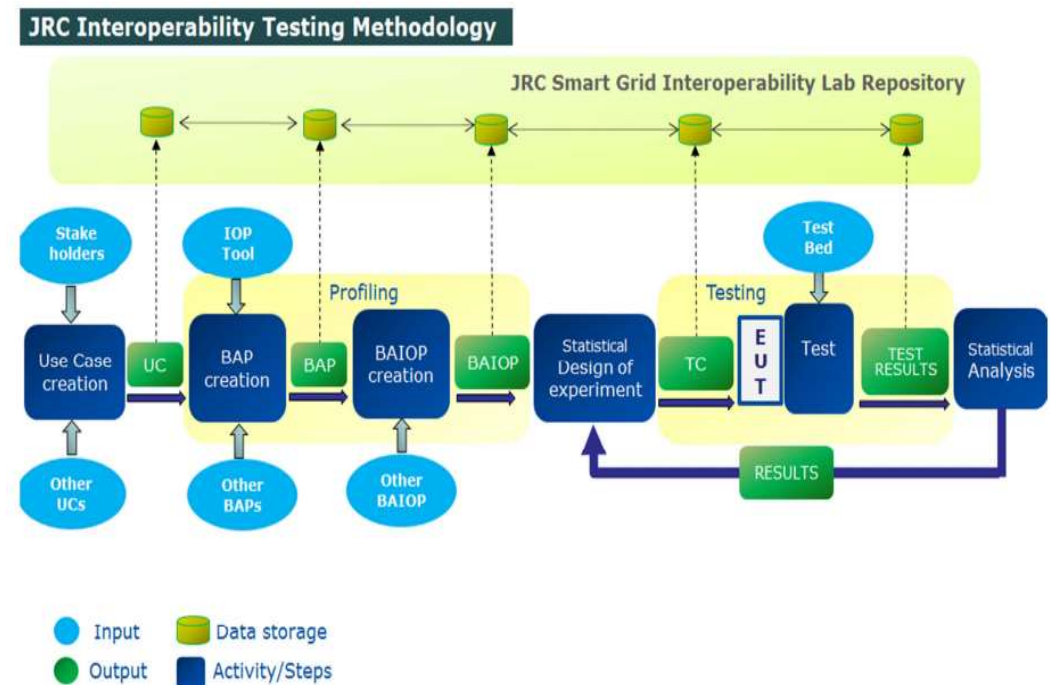 JRC Interoperability Testing Methodology
JRC Smart Grid Interoperability Lab Repository
Stake
holders
IOP
Tool
Test
Bed
Profiling
Testing
Use Case
creation
UC
BAP
creation
BAP
BAIOP
creation
BAIOP
Statistical
Design of
experiment
TC
E
U
T
Test
TEST
RESULTS
Statistical
Analysis
Other
UCs
Other
BAPs
Other
BAIOP
RESULTS
Input
Data storage
Output
Activity/Steps